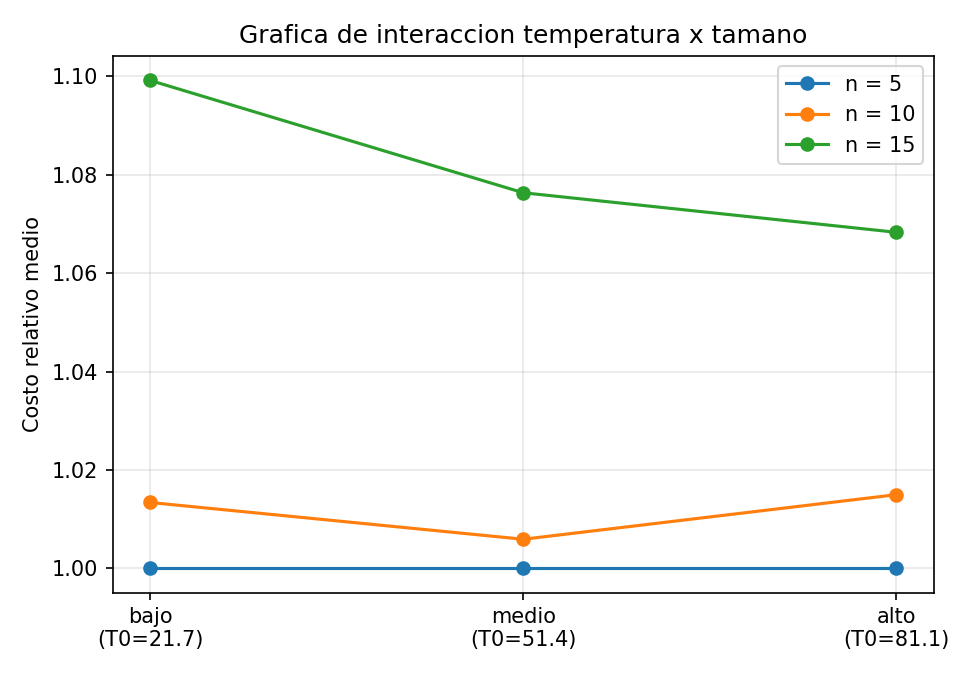 Grafica de interaccion temperatura x tamano
n = 5
n = 10
n = 15
Costo relativo medio
1.10
1.08
1.06
1.04
1.02
1.00
bajo
(T0=21.7)
medio
(T0=51.4)
alto
(T0=81.1)